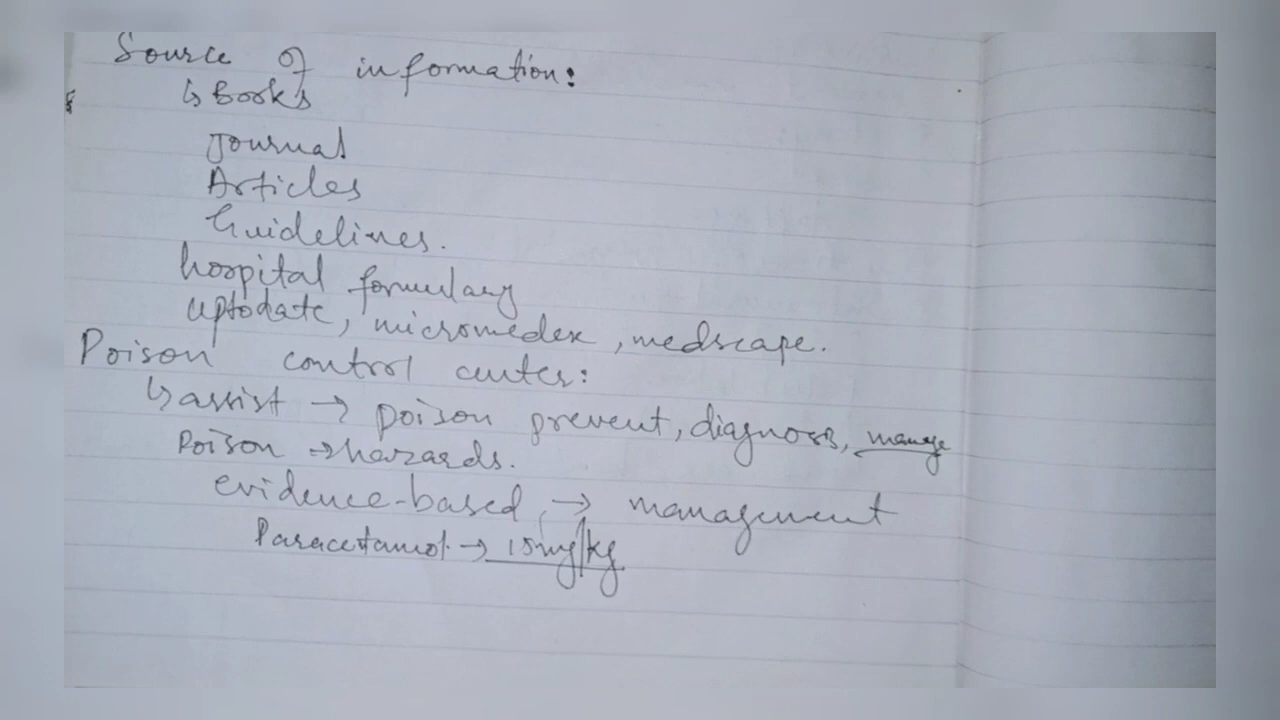 Source of information:
↳ Books
Journal
Articles
Guidelines.
hospital formulary
uptodate, micromedex, medscape.
Poison control center:
↳ assist → poison prevent, diagnosis, manage
Poison → hazards.
evidence-based, → management
Paracetamol. → 15mg/kg